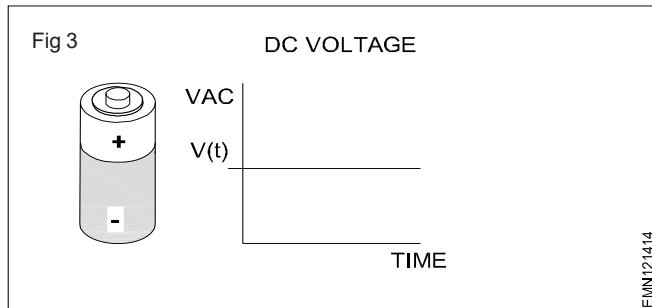 Fig 3
DC VOLTAGE
VAC
V(t)
+
-
TIME
EMN121414